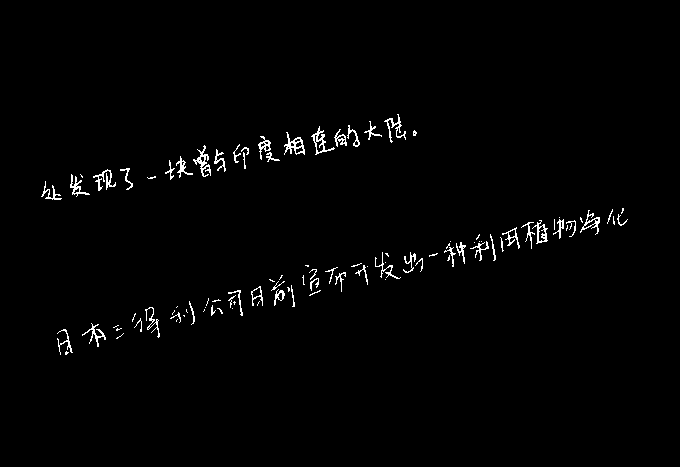 处发现了一块曾与印度相连的大陆。
日本三得利公司日前宣布开发出一种利用植物净化